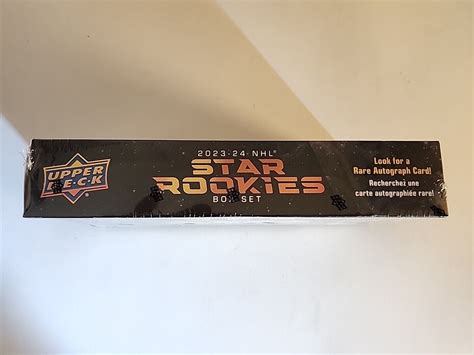 UPPER
DECK
2023-24 NHL
STAR
ROOKIES
BOX SET
Look for a
Rare Autograph Card!
Recherchez une
carte autographiée rare!